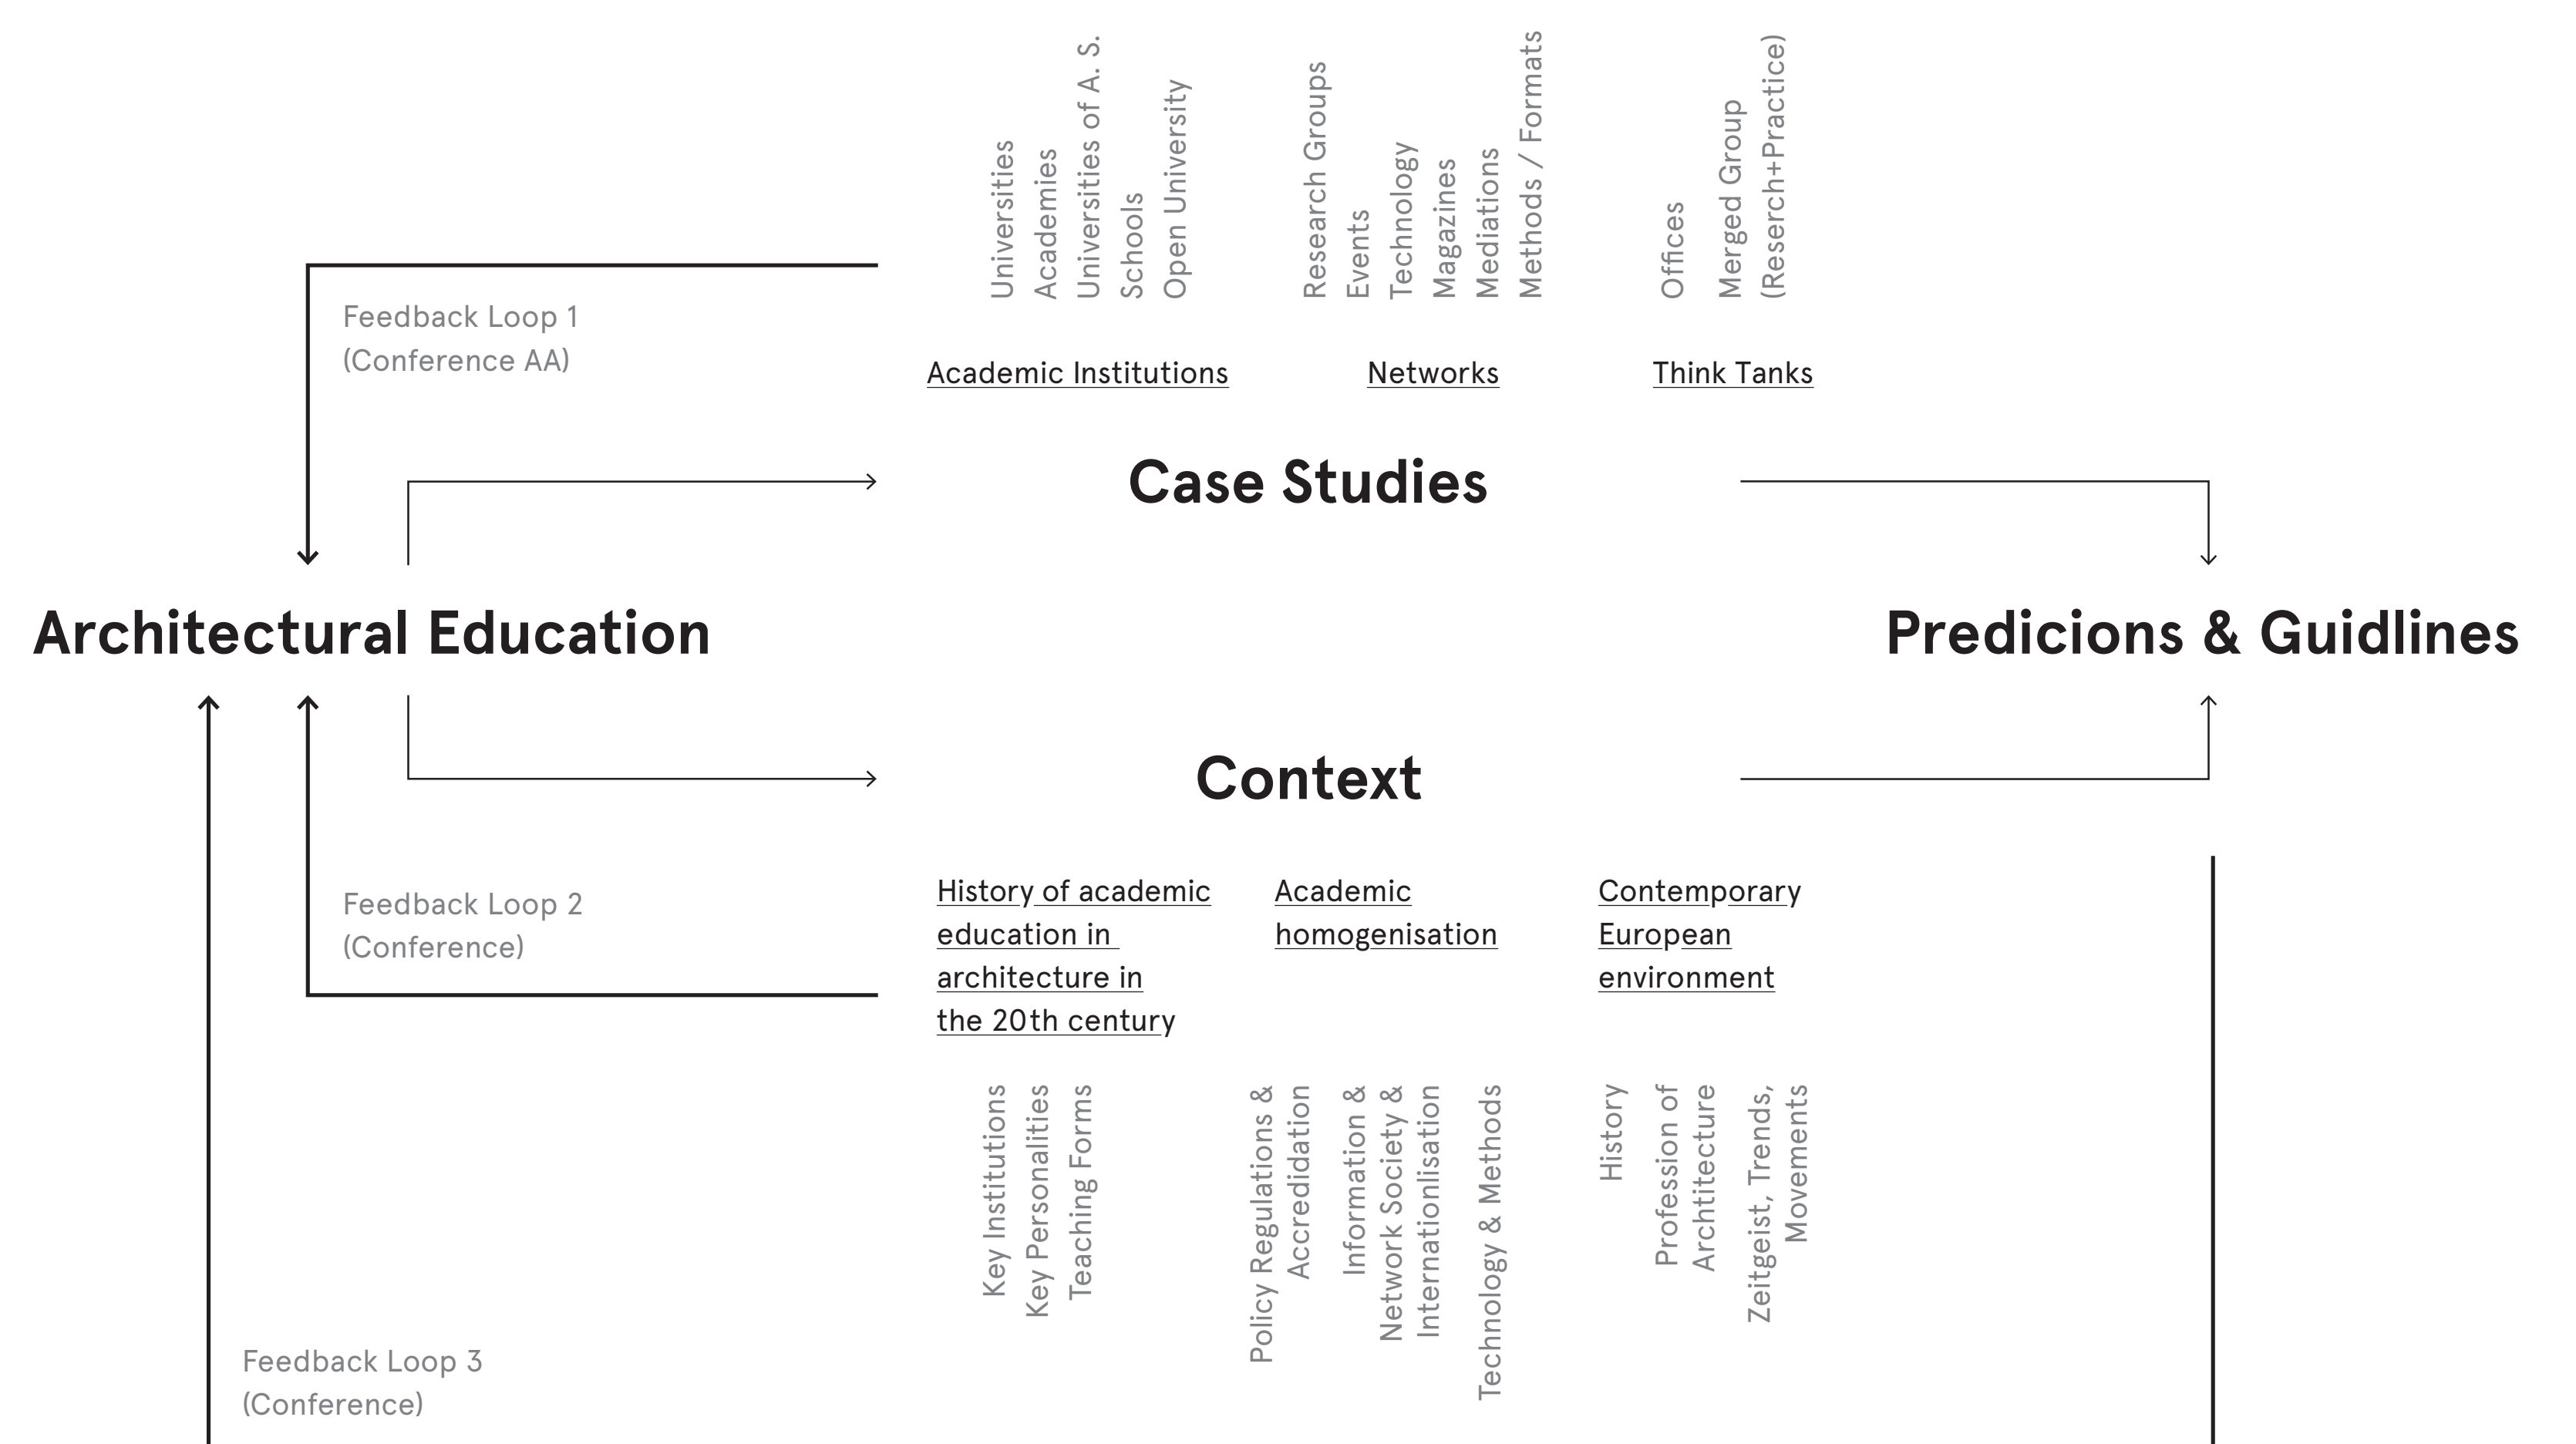 Universities
Academies
Universities of A. S.
Schools
Open University
Research Groups
Events
Technology
Magazines
Mediations
Methods / Formats
Offices
Merged Group
(Reserch+Practice)
Feedback Loop 1
(Conference AA)
Academic Institutions
Networks
Think Tanks
Case Studies
Architectural Education
Predicions & Guidlines
Context
Feedback Loop 2
(Conference)
History of academic
education in
architecture in
the 20th century
Academic
homogenisation
Contemporary
European
environment
Key Institutions
Key Personalities
Teaching Forms
Policy Regulations &
Accredidation
Information &
Network Society &
Internationlisation
Technology & Methods
History
Profession of
Archtitecture
Zeitgeist, Trends,
Movements
Feedback Loop 3
(Conference)